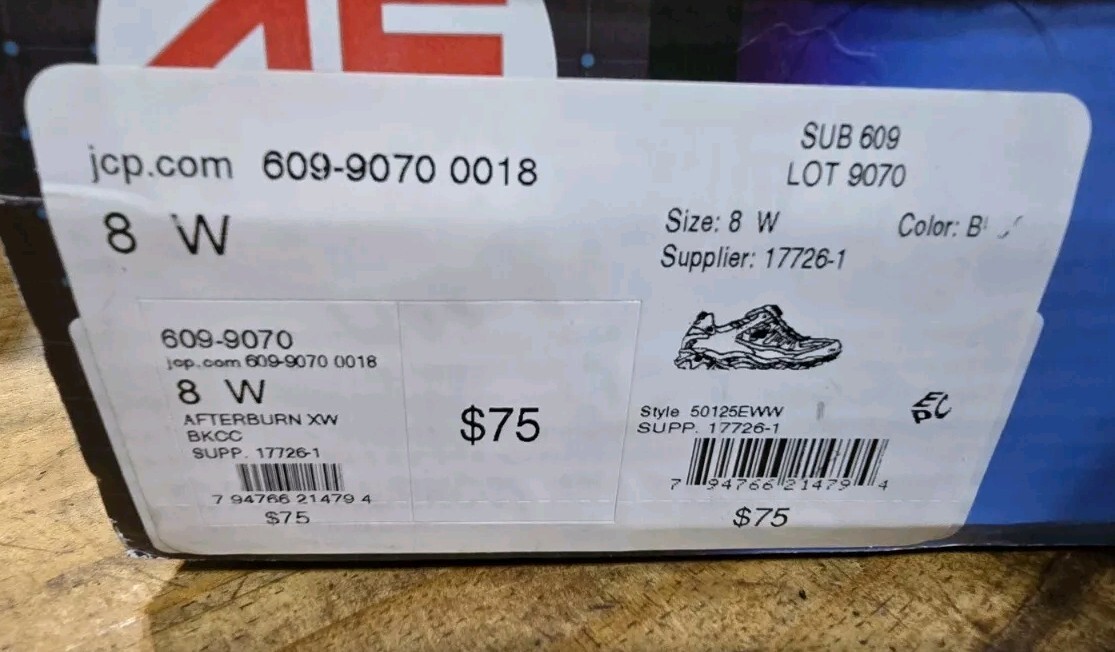 jcp.com 609-9070 0018
8 W
SUB 609
LOT 9070
Size: 8 W Color:
Supplier: 17726-1
609-9070
jcp.com 609-9070 0018
8 W
AFTERBURN XW
BKCC
SUPP. 17726-1
7 94766 21479 4
$75
$75
Style 50125EWW
SUPP. 17726-1
7 94766 21479 4
$75